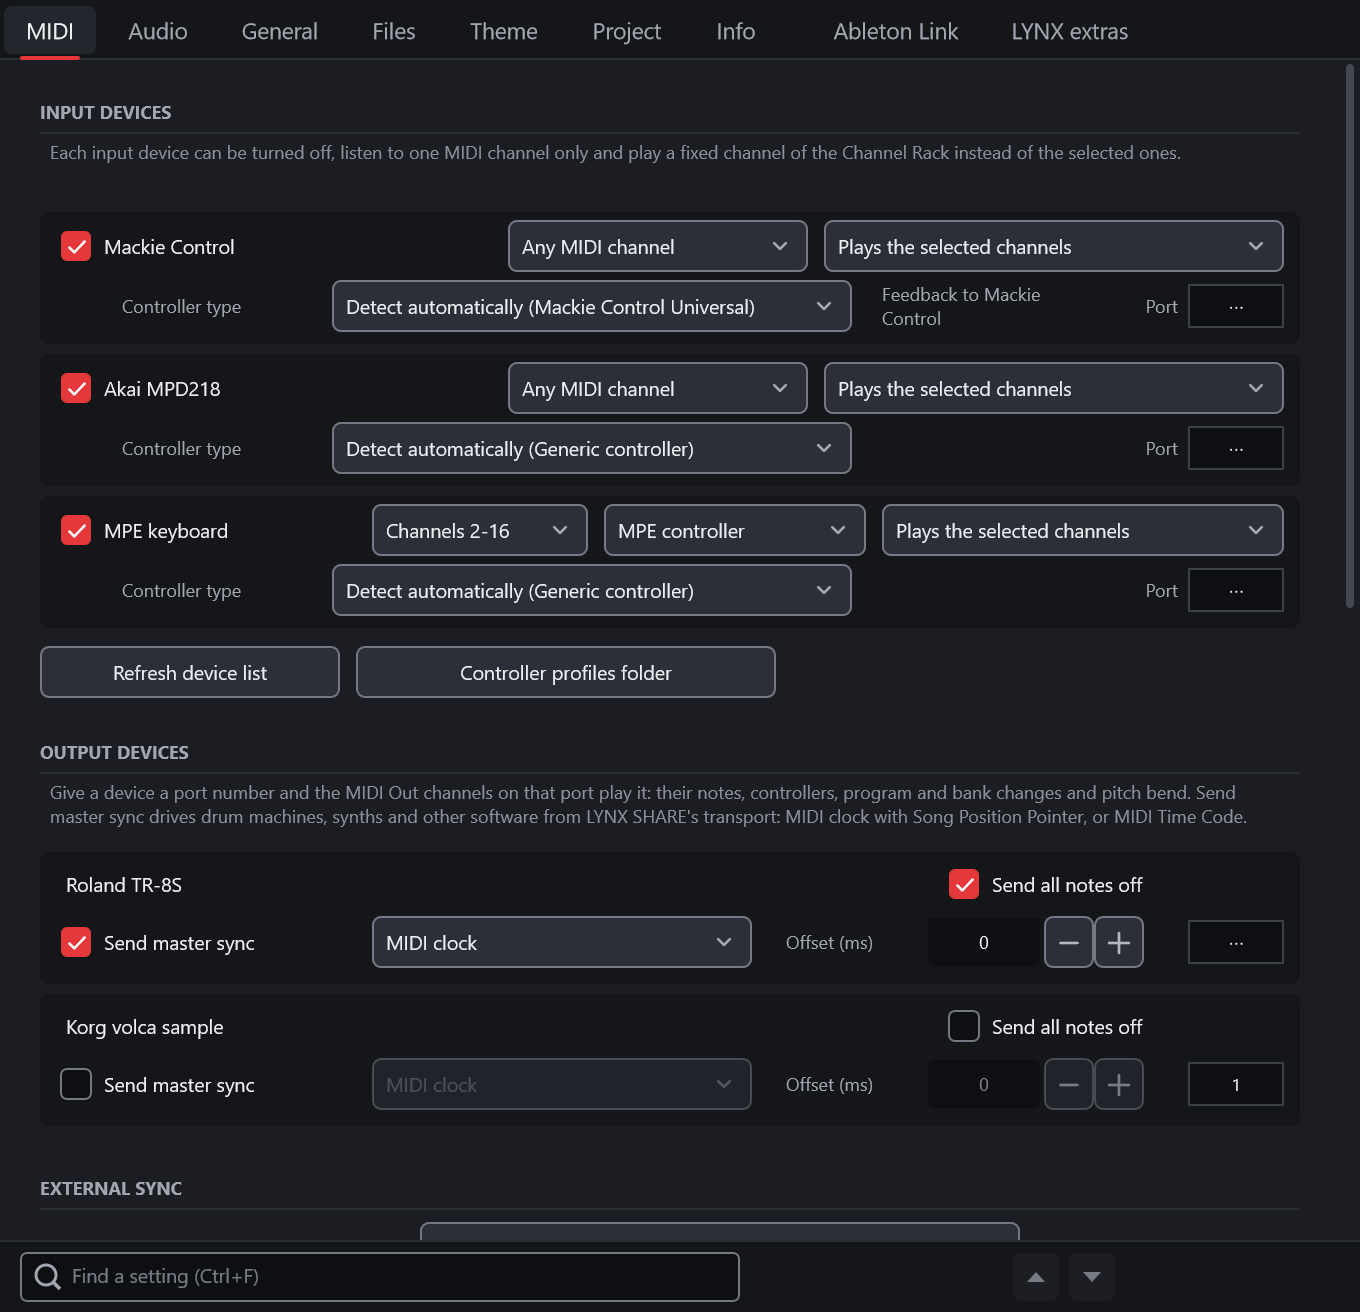 MIDI Audio General Files Theme Project Info Ableton Link LYNX extras
INPUT DEVICES
Each input device can be turned off, listen to one MIDI channel only and play a fixed channel of the Channel Rack instead of the selected ones.
Mackie Control Any MIDI channel Plays the selected channels
Controller type Detect automatically (Mackie Control Universal) Feedback to Mackie
Control Port ...
Akai MPD218 Any MIDI channel Plays the selected channels
Controller type Detect automatically (Generic controller) Port ...
MPE keyboard Channels 2-16 MPE controller Plays the selected channels
Controller type Detect automatically (Generic controller) Port ...
Refresh device list Controller profiles folder
OUTPUT DEVICES
Give a device a port number and the MIDI Out channels on that port play it: their notes, controllers, program and bank changes and pitch bend. Send
master sync drives drum machines, synths and other software from LYNX SHARE's transport: MIDI clock with Song Position Pointer, or MIDI Time Code.
Roland TR-8S Send all notes off
Send master sync MIDI clock Offset (ms) 0 ...
Korg volca sample Send all notes off
Send master sync MIDI clock Offset (ms) 0 1
EXTERNAL SYNC
Find a setting (Ctrl+F)